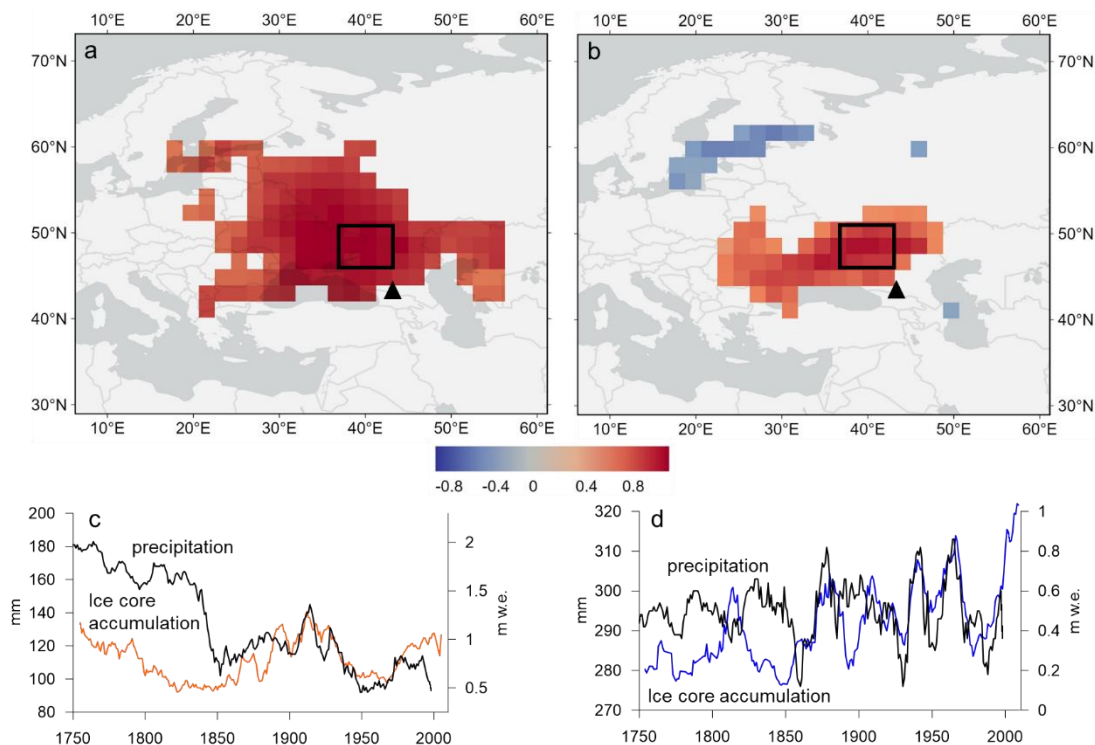 10°E 20°E 30°E 40°E 50°E 60°E
10°E 20°E 30°E 40°E 50°E 60°E
a
b
70°N
70°N
60°N
60°N
50°N
50°N
40°N
40°N
30°N
30°N
10°E 20°E 30°E 40°E 50°E 60°E
10°E 20°E 30°E 40°E 50°E 60°E
-0.8 -0.4 0 0.4 0.8
c
200
180
160
140
120
100
80
mm
precipitation
Ice core
accumulation
2
1.5
1
0.5
m w.e.
1750 1800 1850 1900 1950 2000
d
320
310
300
290
280
270
mm
precipitation
Ice core accumulation
1
0.8
0.6
0.4
0.2
0
m w.e.
1750 1800 1850 1900 1950 2000